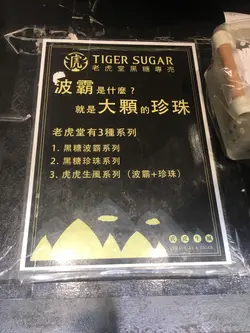 虎
TIGER SUGAR
老虎堂黑糖專売
波霸是什麼？
就是大顆的珍珠
老虎堂有3種系列
1. 黑糖波霸系列
2. 黑糖珍珠系列
3. 虎虎生風系列（波霸+珍珠）